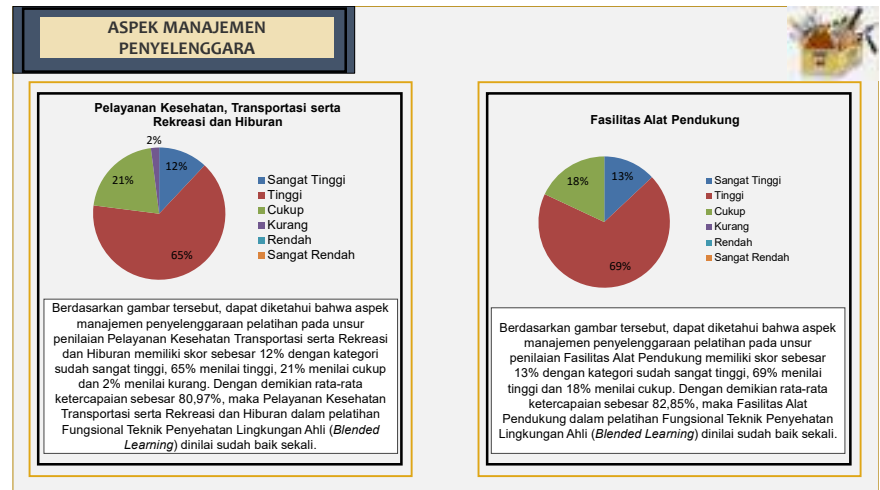 ASPEK MANAJEMEN
PENYELENGGARA
Pelayanan Kesehatan, Transportasi serta
Rekreasi dan Hiburan
2%
12%
21%
65%
Sangat Tinggi
Tinggi
Cukup
Kurang
Rendah
Sangat Rendah
Berdasarkan gambar tersebut, dapat diketahui bahwa aspek
manajemen penyelenggaraan pelatihan pada unsur
penilaian Pelayanan Kesehatan Transportasi serta Rekreasi
dan Hiburan memiliki skor sebesar 12% dengan kategori
sudah sangat tinggi, 65% menilai tinggi, 21% menilai cukup
dan 2% menilai kurang. Dengan demikian rata-rata
ketercapaian sebesar 80,97%, maka Pelayanan Kesehatan
Transportasi serta Rekreasi dan Hiburan dalam pelatihan
Fungsional Teknik Penyehatan Lingkungan Ahli (Blended
Learning) dinilai sudah baik sekali.
Fasilitas Alat Pendukung
13%
18%
69%
Sangat Tinggi
Tinggi
Cukup
Kurang
Rendah
Sangat Rendah
Berdasarkan gambar tersebut, dapat diketahui bahwa aspek
manajemen penyelenggaraan pelatihan pada unsur
penilaian Fasilitas Alat Pendukung memiliki skor sebesar
13% dengan kategori sudah sangat tinggi, 69% menilai
tinggi dan 18% menilai cukup. Dengan demikian rata-rata
ketercapaian sebesar 82,85%, maka Fasilitas Alat
Pendukung dalam pelatihan Fungsional Teknik Penyehatan
Lingkungan Ahli (Blended Learning) dinilai sudah baik sekali.